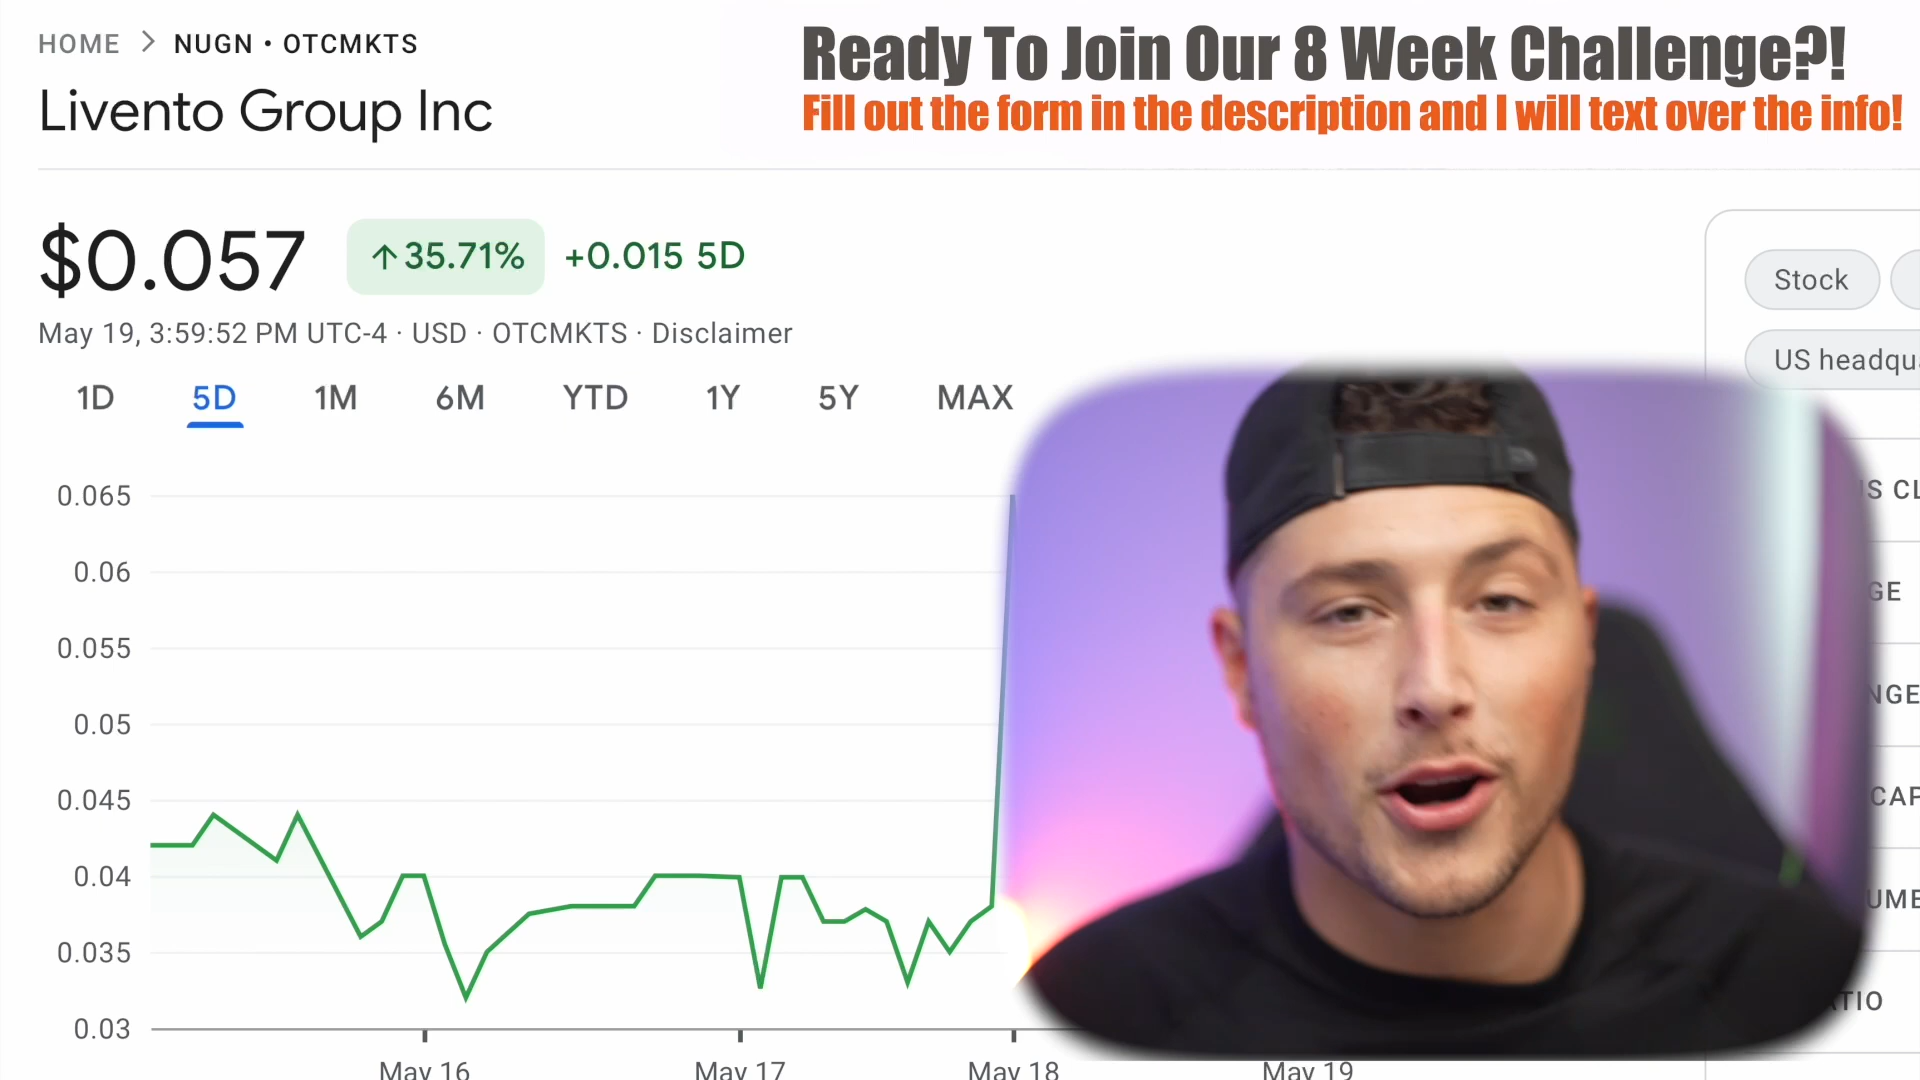 HOME > NUGN • OTCMKTS
Livento Group Inc
Ready To Join Our 8 Week Challenge?!
Fill out the form in the description and I will text over the info!
$0.057 ↑35.71% +0.015 5D
May 19, 3:59:52 PM UTC-4 · USD · OTCMKTS · Disclaimer
1D 5D 1M 6M YTD 1Y 5Y MAX
Stock
US headqu
0.065
0.06
0.055
0.05
0.045
0.04
0.035
0.03
May 16 May 17 May 18 May 19